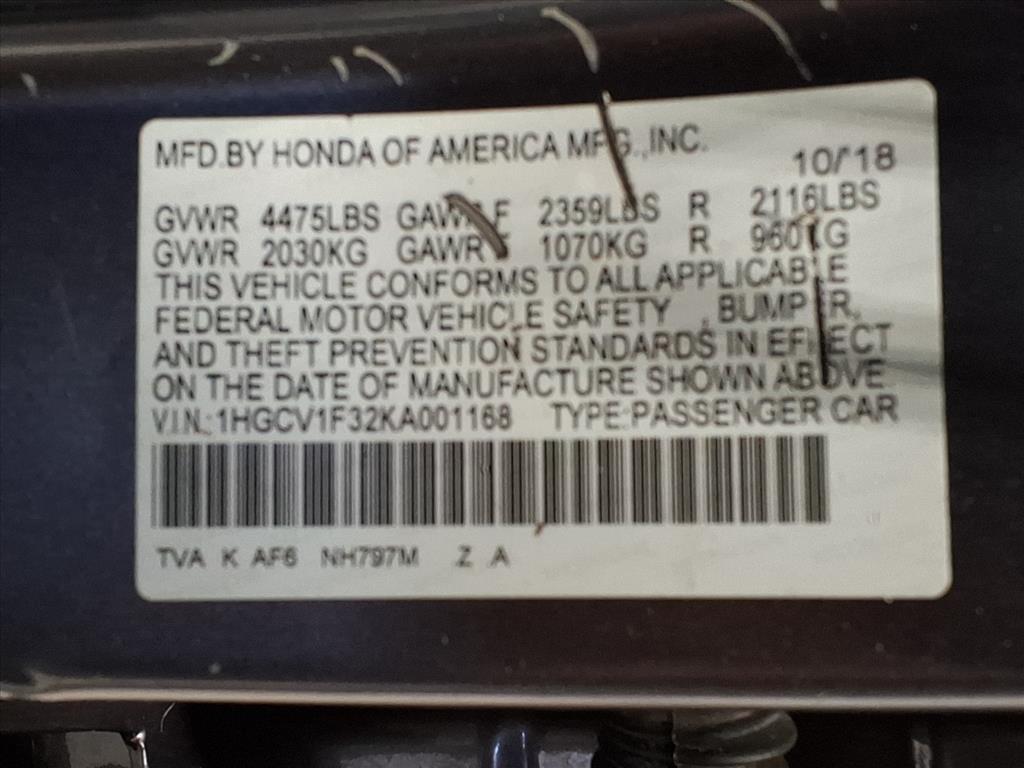 MFD.BY HONDA OF AMERICA MFG.,INC. 10/'18
GVWR 4475LBS GAWR F 2359LBS R 2116LBS
GVWR 2030KG GAWR F 1070KG R 960KG
THIS VEHICLE CONFORMS TO ALL APPLICABLE
FEDERAL MOTOR VEHICLE SAFETY , BUMPER,
AND THEFT PREVENTION STANDARDS IN EFFECT
ON THE DATE OF MANUFACTURE SHOWN ABOVE.
V.I.N.:1HGCV1F32KA001168 TYPE:PASSENGER CAR
TVA K AF6 NH797M Z A